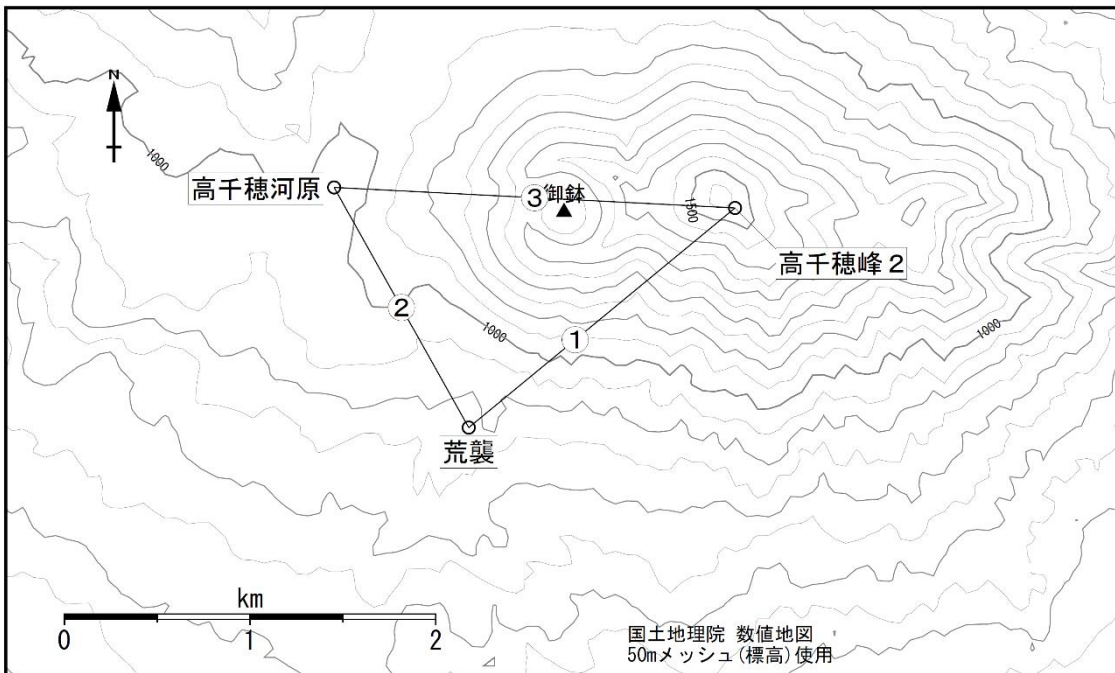 N
1000
高千穂河原
③
御鉢
1500
高千穂峰2
②
1000
①
1000
荒襲
km
0 1 2
国土地理院 数値地図
50mメッシュ(標高)使用